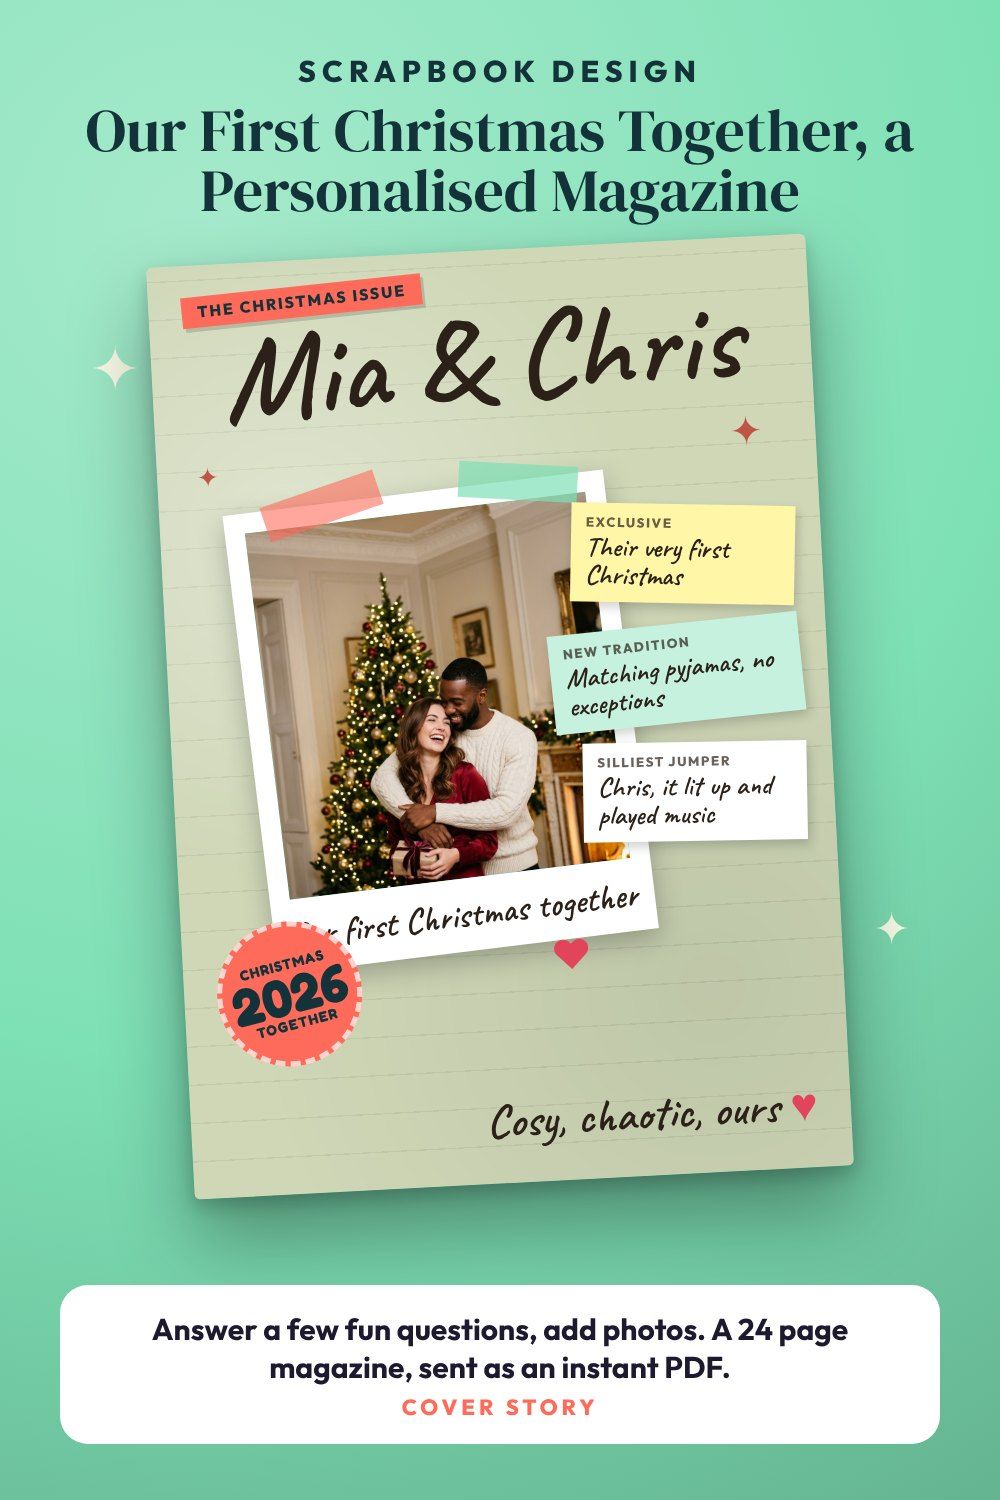 SCRAPBOOK DESIGN
Our First Christmas Together, a
Personalised Magazine
THE CHRISTMAS ISSUE
Mia & Chris
EXCLUSIVE
Their very first
Christmas
NEW TRADITION
Matching pyjamas, no
exceptions
SILLIEST JUMPER
Chris, it lit up and
played music
first Christmas together
CHRISTMAS
2026
TOGETHER
Cosy, chaotic, ours ♥
Answer a few fun questions, add photos. A 24 page
magazine, sent as an instant PDF.
COVER STORY